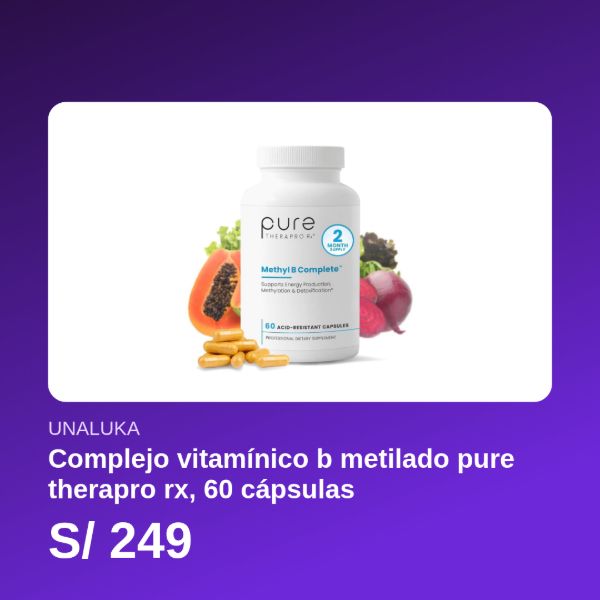 pure
THERAPRO Rx®
2
MONTH
SUPPLY
Methyl B Complete™
Supports Energy Production,
Methylation & Detoxification*
60 ACID-RESISTANT CAPSULES
PROFESSIONAL DIETARY SUPPLEMENT
UNALUKA
Complejo vitamínico b metilado pure
therapro rx, 60 cápsulas
S/ 249